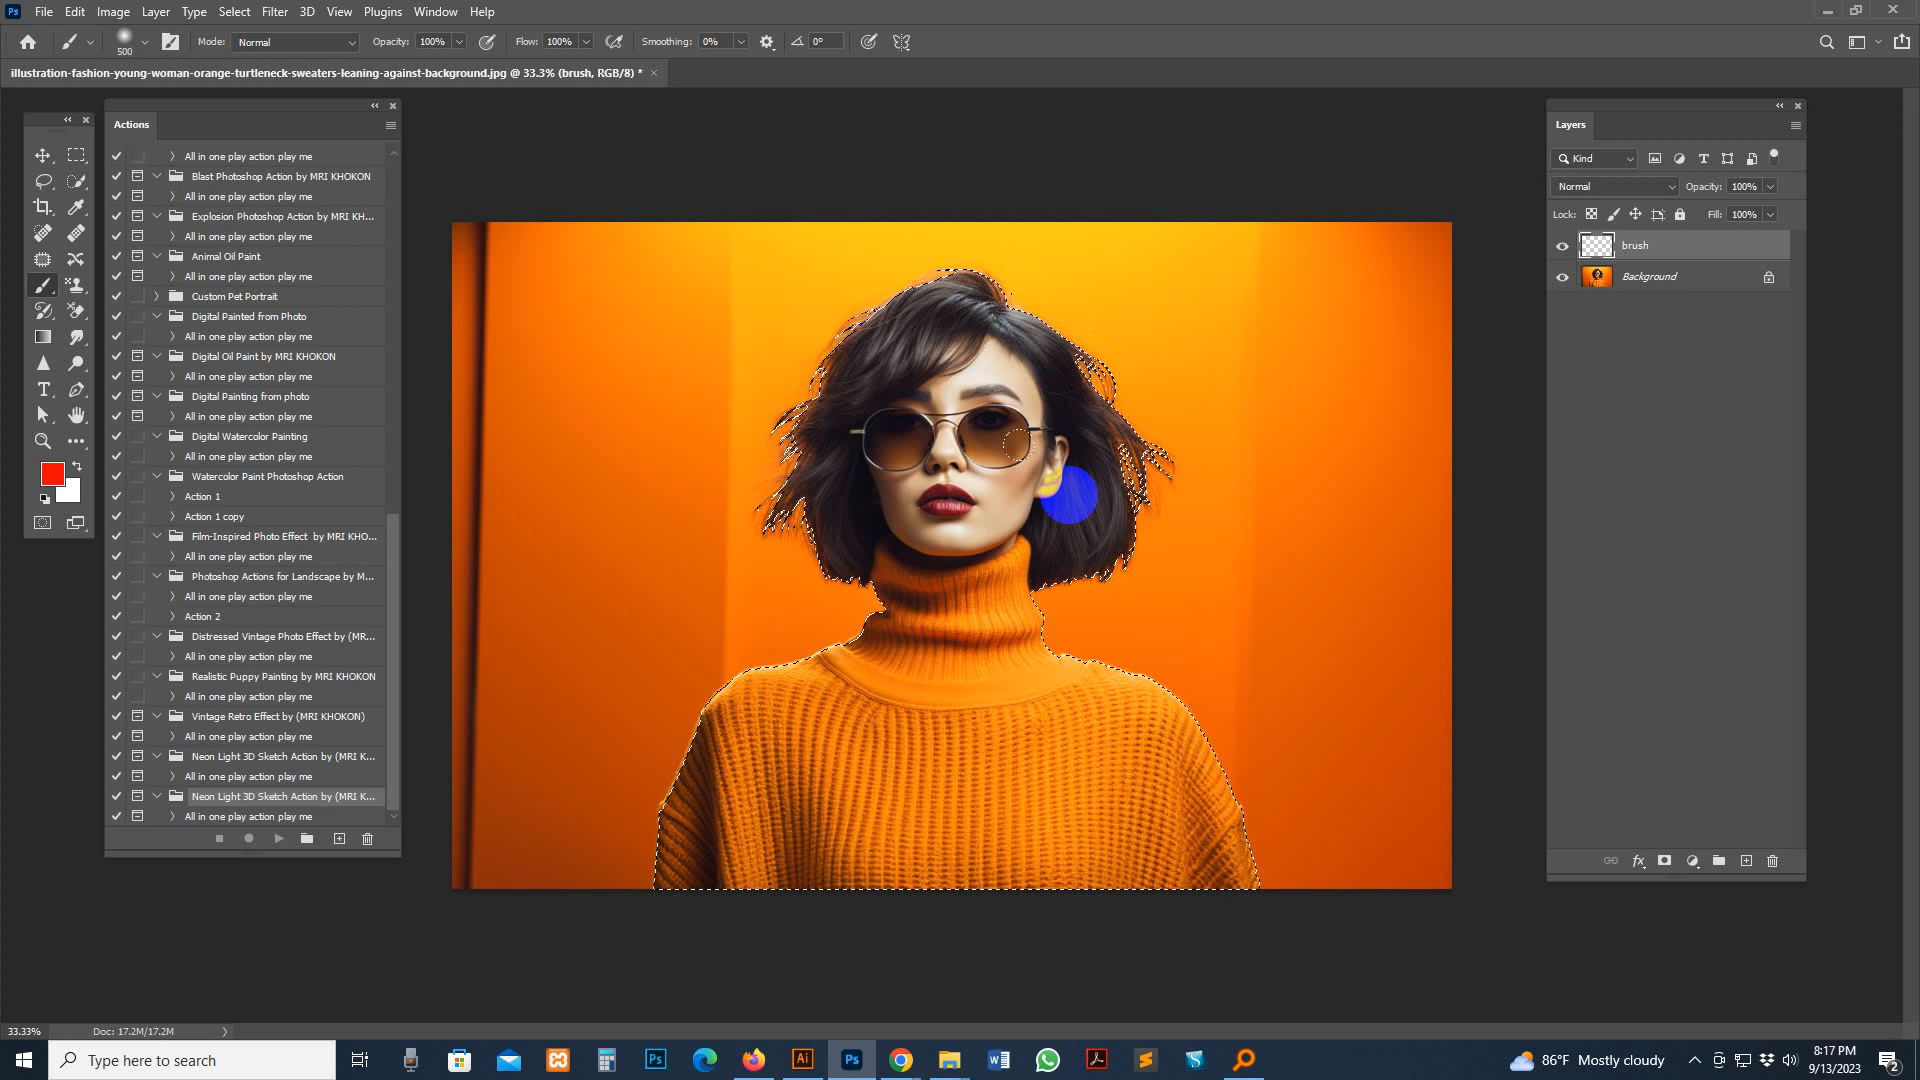 Ps File Edit Image Layer Type Select Filter 3D View Plugins Window Help
500 Mode: Normal Opacity: 100% Flow: 100% Smoothing: 0% 0°
illustration-fashion-young-woman-orange-turtleneck-sweaters-leaning-against-background.jpg @ 33.3% (brush, RGB/8) *
Actions
All in one play action play me
Blast Photoshop Action by MRI KHOKON
All in one play action play me
Explosion Photoshop Action by MRI KH...
All in one play action play me
Animal Oil Paint
All in one play action play me
Custom Pet Portrait
Digital Painted from Photo
All in one play action play me
Digital Oil Paint by MRI KHOKON
All in one play action play me
Digital Painting from photo
All in one play action play me
Digital Watercolor Painting
All in one play action play me
Watercolor Paint Photoshop Action
Action 1
Action 1 copy
Film-Inspired Photo Effect by MRI KHO...
All in one play action play me
Photoshop Actions for Landscape by M...
All in one play action play me
Action 2
Distressed Vintage Photo Effect by (MR...
All in one play action play me
Realistic Puppy Painting by MRI KHOKON
All in one play action play me
Vintage Retro Effect by (MRI KHOKON)
All in one play action play me
Neon Light 3D Sketch Action by (MRI K...
All in one play action play me
Neon Light 3D Sketch Action by (MRI K...
All in one play action play me
Layers
Kind
Normal Opacity: 100%
Lock: Fill: 100%
brush
Background
fx
33.33% Doc: 17.2M/17.2M
Type here to search
Ps Ai Ps
86°F Mostly cloudy
8:17 PM
9/13/2023
2